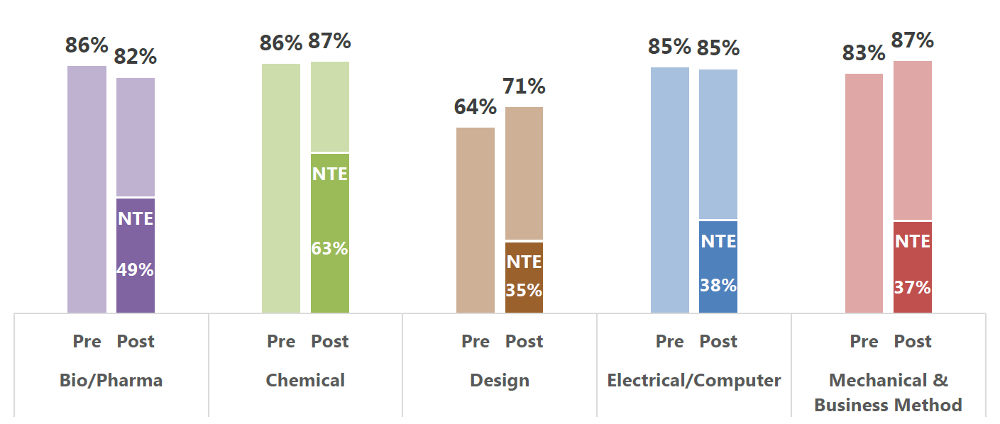 86%
82%
NTE
49%
Pre Post
Bio/Pharma
86%
87%
NTE
63%
Pre Post
Chemical
64%
71%
NTE
35%
Pre Post
Design
85%
85%
NTE
38%
Pre Post
Electrical/Computer
83%
87%
NTE
37%
Pre Post
Mechanical &
Business Method